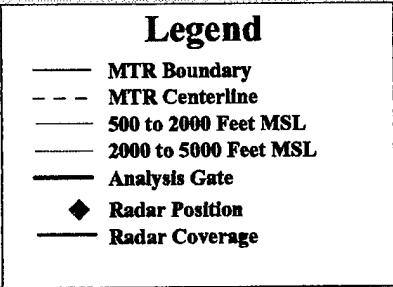 Legend
MTR Boundary
MTR Centerline
500 to 2000 Feet MSL
2000 to 5000 Feet MSL
Analysis Gate
Radar Position
Radar Coverage